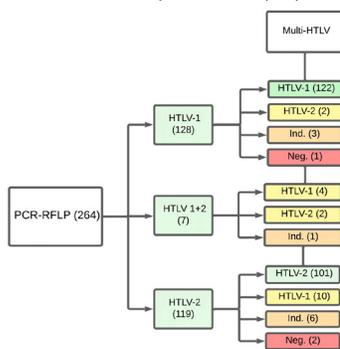 Multi-HTLV
HTLV-1 (122)
HTLV-2 (2)
HTLV-1
(128)
Ind. (3)
Neg. (1)
HTLV-1 (4)
PCR-RFLP (264)
HTLV 1+2
(7)
HTLV-2 (2)
Ind. (1)
HTLV-2 (101)
HTLV-1 (10)
HTLV-2
(119)
Ind. (6)
Neg. (2)